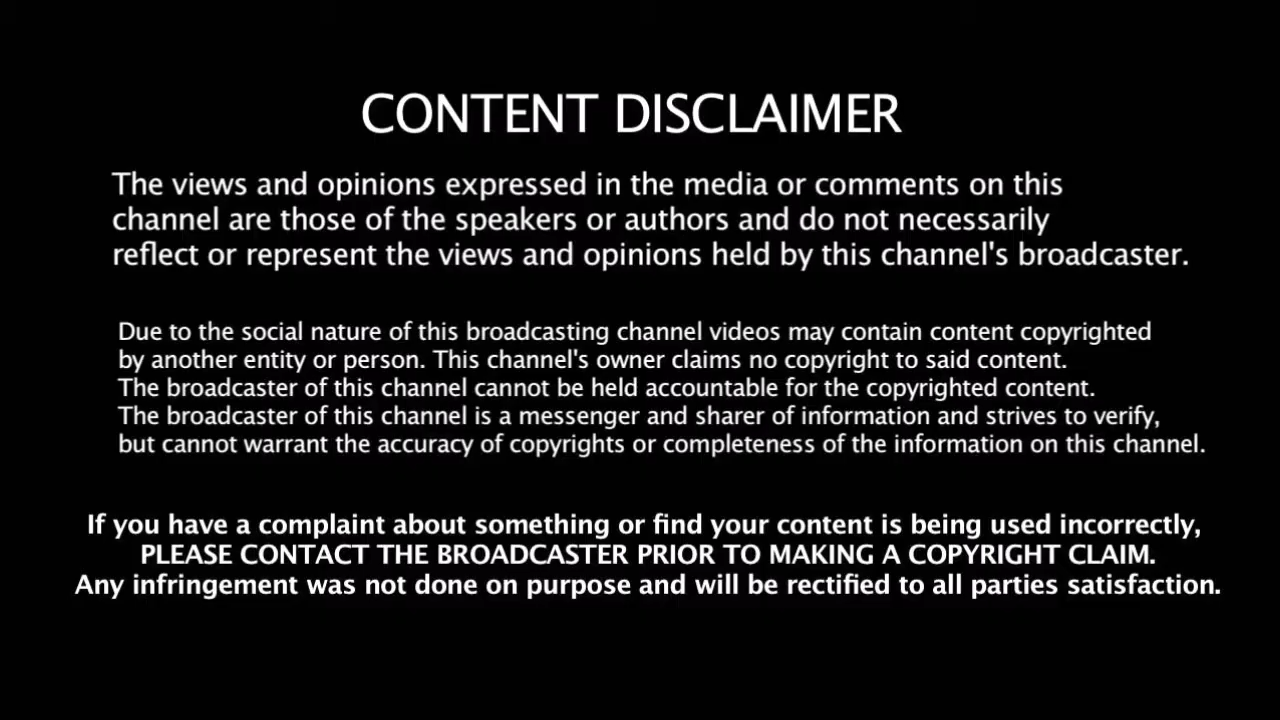 CONTENT DISCLAIMER
The views and opinions expressed in the media or comments on this
channel are those of the speakers or authors and do not necessarily
reflect or represent the views and opinions held by this channel's broadcaster.
Due to the social nature of this broadcasting channel videos may contain content copyrighted
by another entity or person. This channel's owner claims no copyright to said content.
The broadcaster of this channel cannot be held accountable for the copyrighted content.
The broadcaster of this channel is a messenger and sharer of information and strives to verify,
but cannot warrant the accuracy of copyrights or completeness of the information on this channel.
If you have a complaint about something or find your content is being used incorrectly,
PLEASE CONTACT THE BROADCASTER PRIOR TO MAKING A COPYRIGHT CLAIM.
Any infringement was not done on purpose and will be rectified to all parties satisfaction.